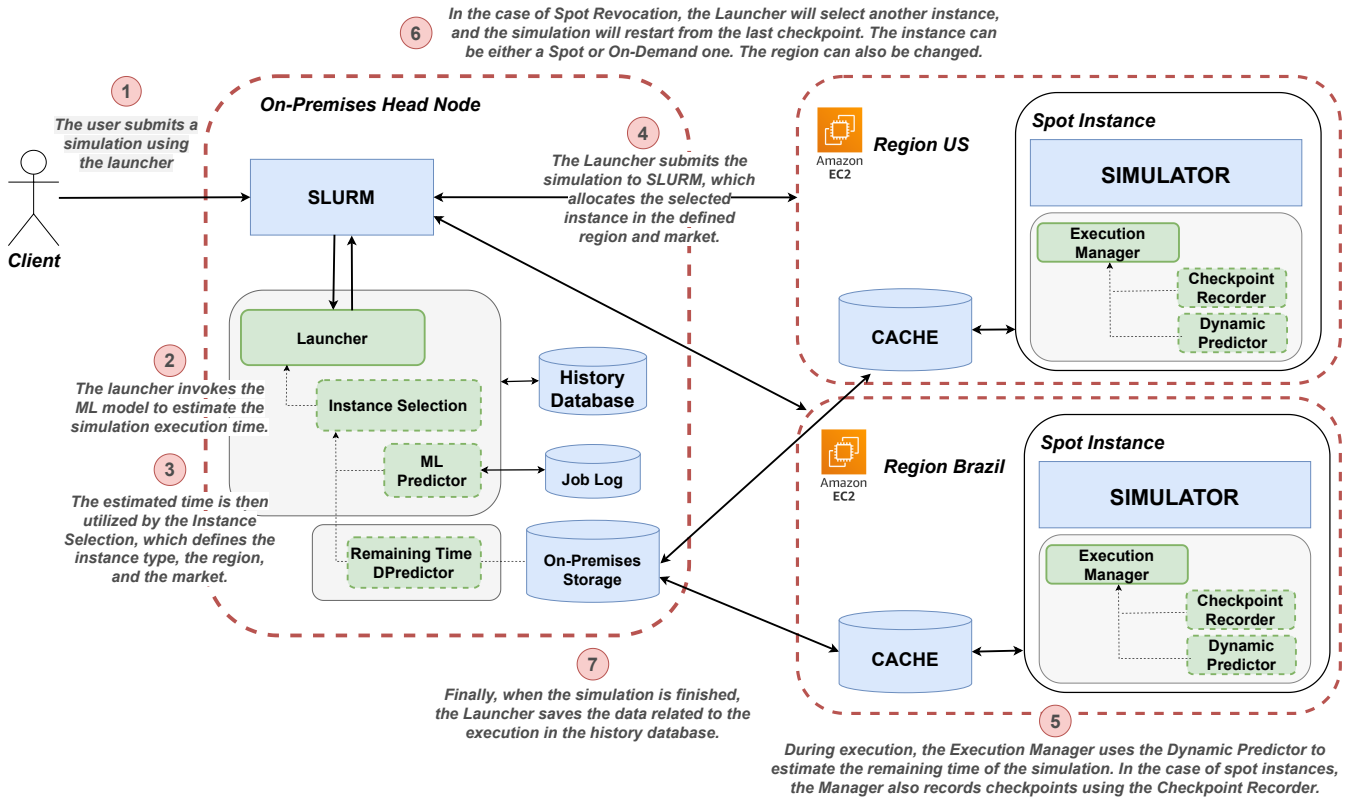 6
In the case of Spot Revocation, the Launcher will select another instance,
and the simulation will restart from the last checkpoint. The instance can
be either a Spot or On-Demand one. The region can also be changed.
1
The user submits a
simulation using
the launcher
Client
On-Premises Head Node
SLURM
4
The Launcher submits the
simulation to SLURM, which
allocates the selected
instance in the defined
region and market.
Launcher
2
The launcher invokes the
ML model to estimate the
simulation execution time.
Instance Selection
History
Database
ML
Predictor
Job Log
3
The estimated time is then
utilized by the Instance
Selection, which defines the
instance type, the region,
and the market.
Remaining Time
DPredictor
On-Premises
Storage
7
Finally, when the simulation is finished,
the Launcher saves the data related to the
execution in the history database.
Amazon
EC2
Region US
Spot Instance
SIMULATOR
Execution
Manager
Checkpoint
Recorder
Dynamic
Predictor
CACHE
Amazon
EC2
Region Brazil
Spot Instance
SIMULATOR
Execution
Manager
Checkpoint
Recorder
Dynamic
Predictor
CACHE
5
During execution, the Execution Manager uses the Dynamic Predictor to
estimate the remaining time of the simulation. In the case of spot instances,
the Manager also records checkpoints using the Checkpoint Recorder.